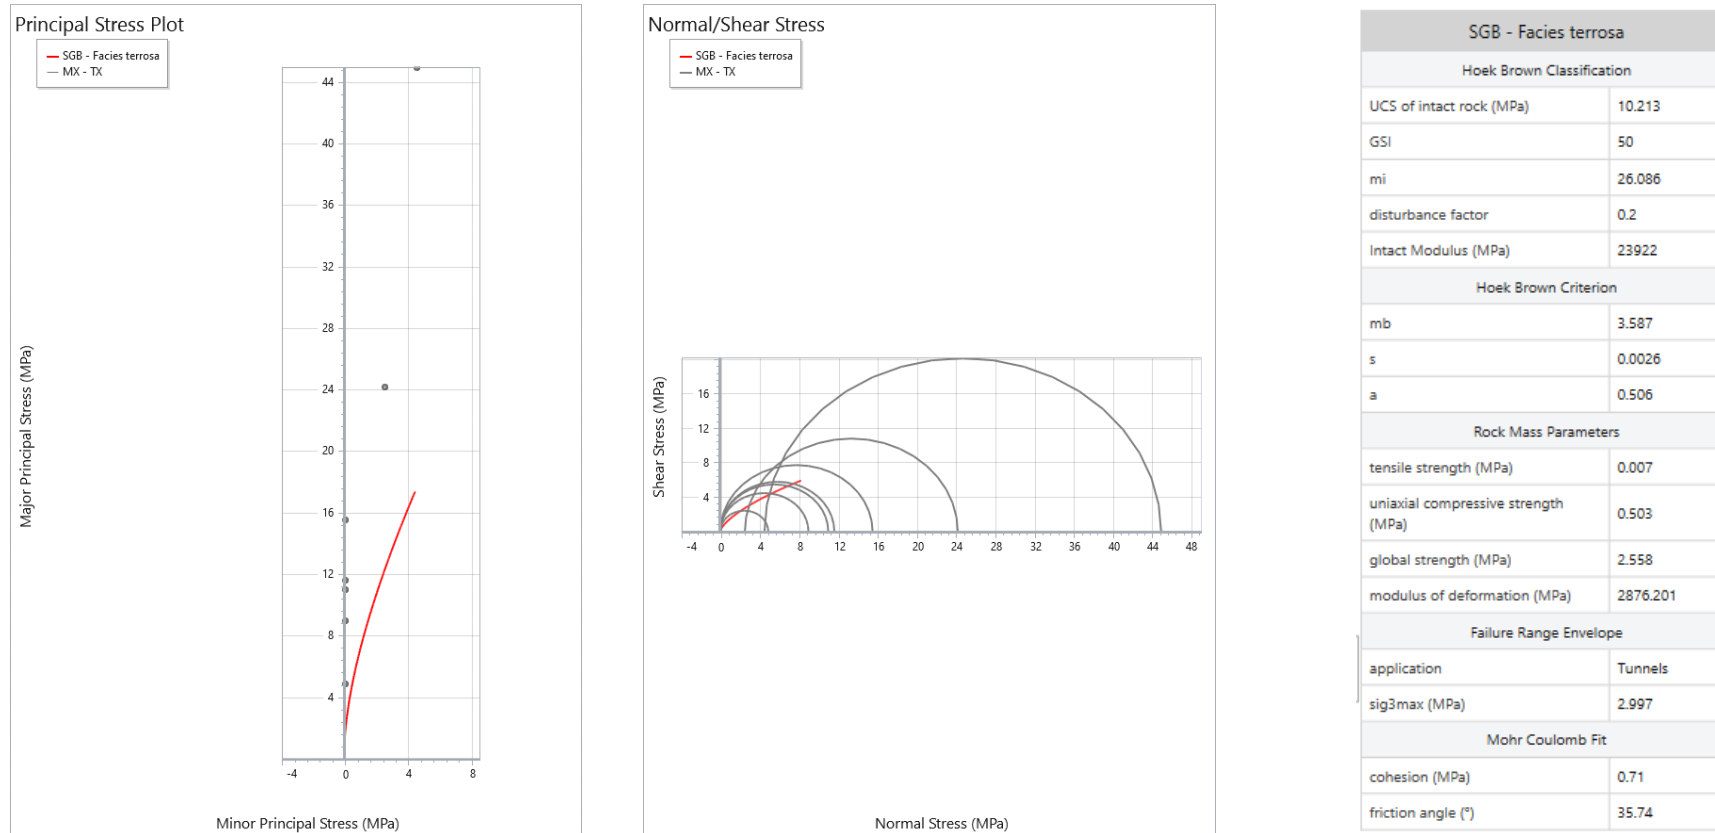 Principal Stress Plot
SGB - Facies terrosa
MX - TX
44
40
36
32
28
24
20
16
12
8
4
-4 0 4 8
Major Principal Stress (MPa)
Minor Principal Stress (MPa)
Normal/Shear Stress
SGB - Facies terrosa
MX - TX
16
12
8
4
-4 0 4 8 12 16 20 24 28 32 36 40 44 48
Shear Stress (MPa)
Normal Stress (MPa)
SGB - Facies terrosa
Hoek Brown Classification
UCS of intact rock (MPa) 10.213
GSI 50
mi 26.086
disturbance factor 0.2
Intact Modulus (MPa) 23922
Hoek Brown Criterion
mb 3.587
s 0.0026
a 0.506
Rock Mass Parameters
tensile strength (MPa) 0.007
uniaxial compressive strength
(MPa) 0.503
global strength (MPa) 2.558
modulus of deformation (MPa) 2876.201
Failure Range Envelope
application Tunnels
sig3max (MPa) 2.997
Mohr Coulomb Fit
cohesion (MPa) 0.71
friction angle (°) 35.74